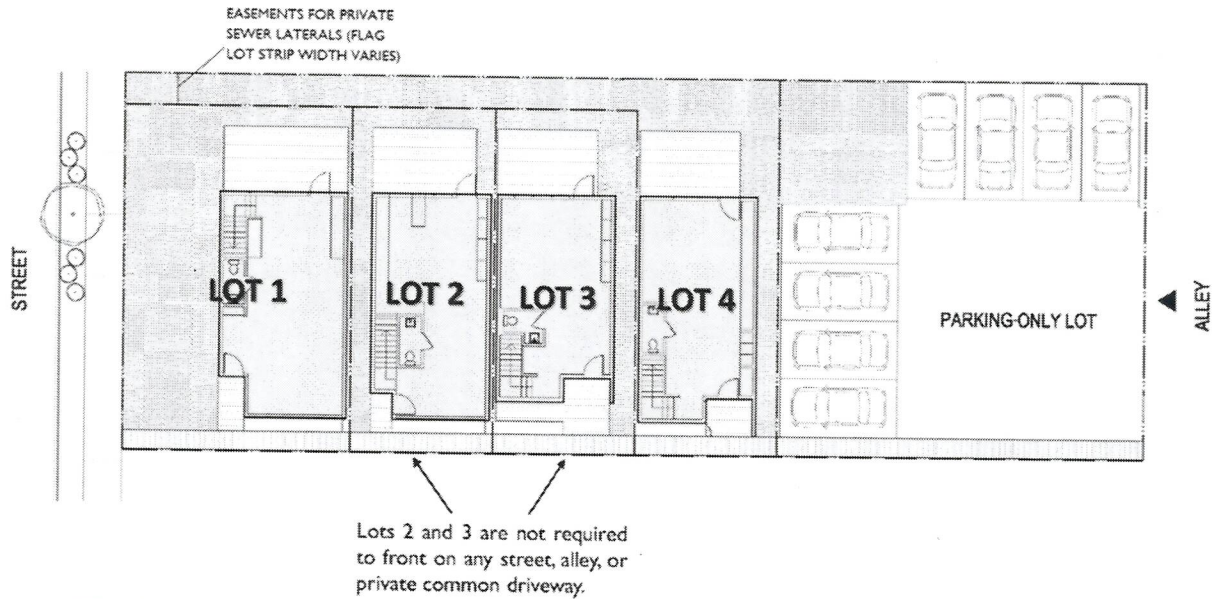 EASEMENTS FOR PRIVATE
SEWER LATERALS (FLAG
LOT STRIP WIDTH VARIES)
STREET
LOT 1
LOT 2
LOT 3
LOT 4
PARKING-ONLY LOT
ALLEY
Lots 2 and 3 are not required
to front on any street, alley, or
private common driveway.